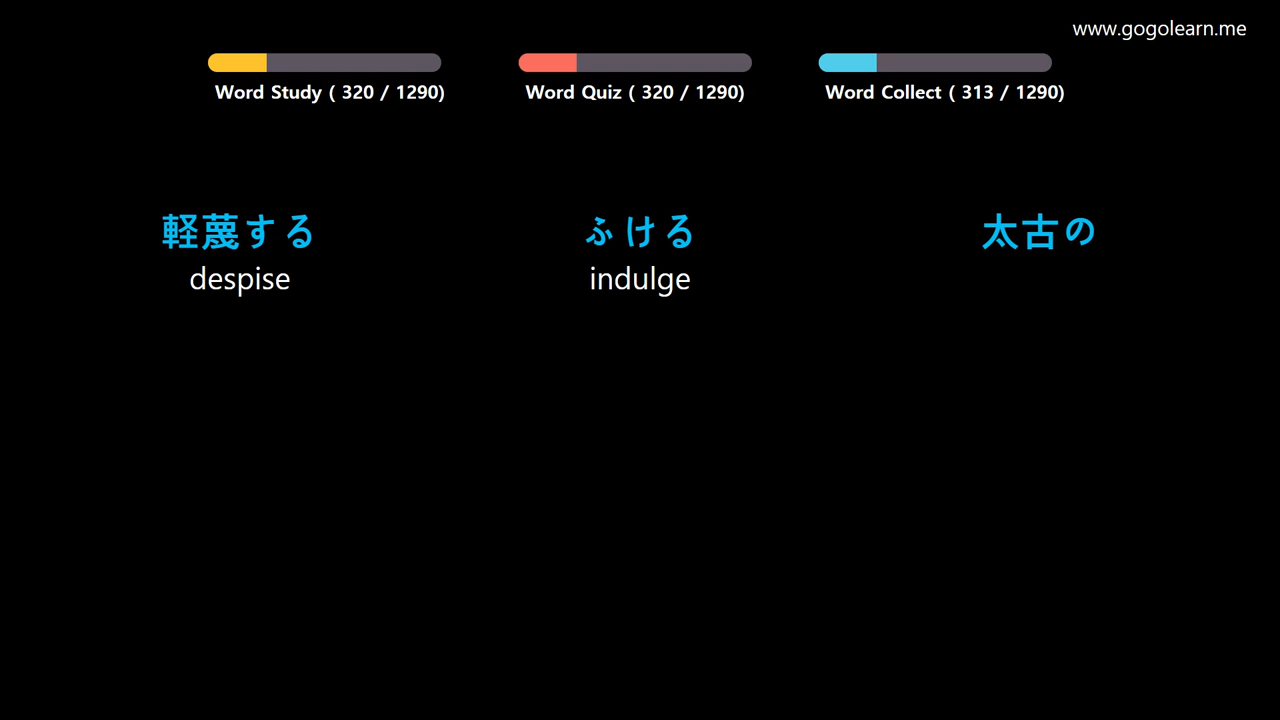 www.gogolearn.me
Word Study ( 320 / 1290)
Word Quiz ( 320 / 1290)
Word Collect ( 313 / 1290)
軽蔑する
despise
ふける
indulge
太古の